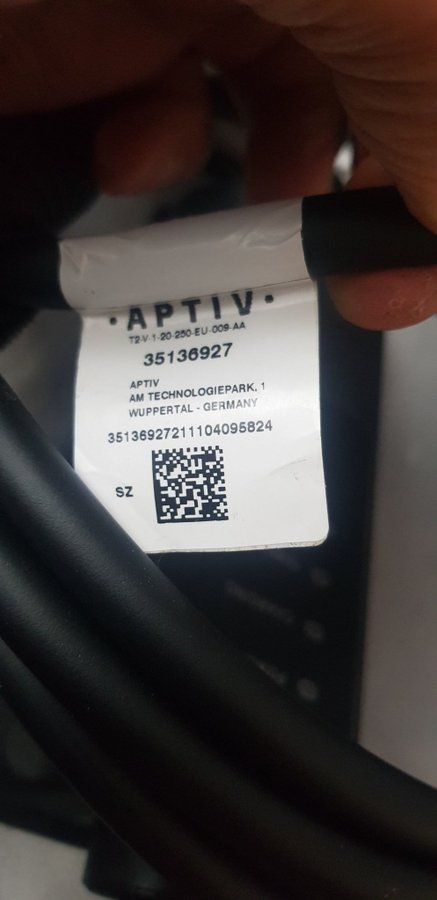 • APTIV •
T2-V-1-20-250-EU-009-AA
35136927
APTIV
AM TECHNOLOGIEPARK, 1
WUPPERTAL - GERMANY
35136927211104095824
SZ